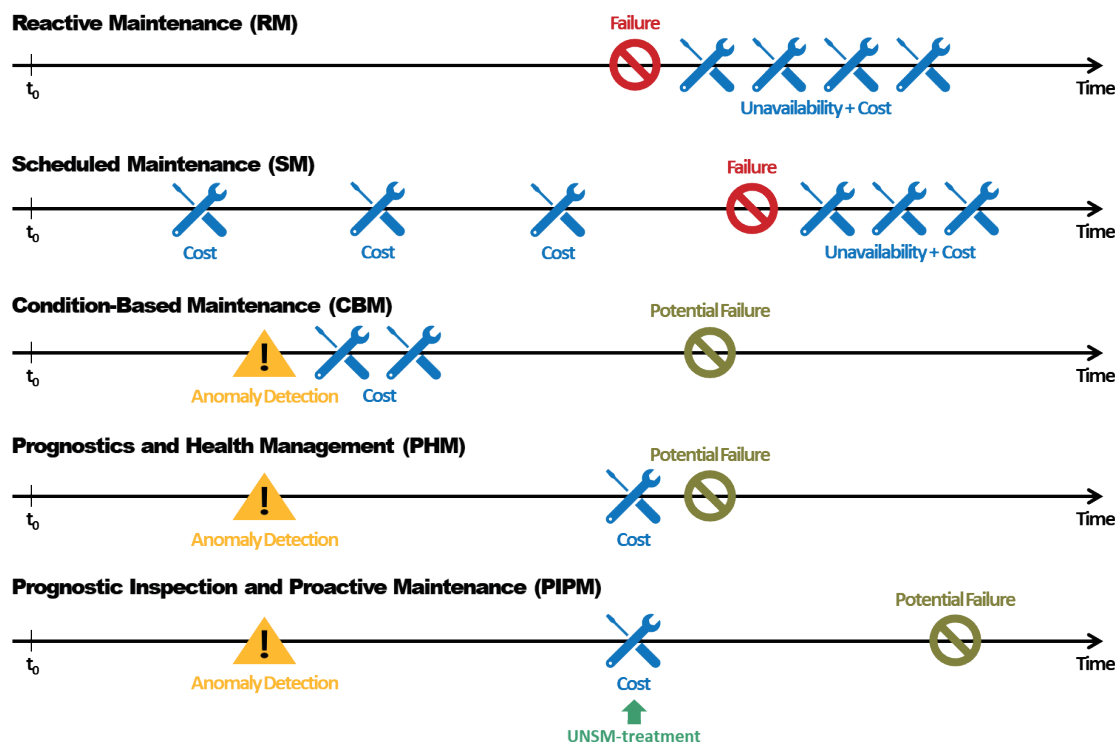 Reactive Maintenance (RM)
Failure
t0
Time
Unavailability + Cost
Scheduled Maintenance (SM)
Failure
t0
Cost
Cost
Cost
Unavailability + Cost
Time
Condition-Based Maintenance (CBM)
Potential Failure
t0
Anomaly Detection
Cost
Time
Prognostics and Health Management (PHM)
Potential Failure
t0
Anomaly Detection
Cost
Time
Prognostic Inspection and Proactive Maintenance (PIPM)
Potential Failure
t0
Anomaly Detection
Cost
Time
UNSM-treatment